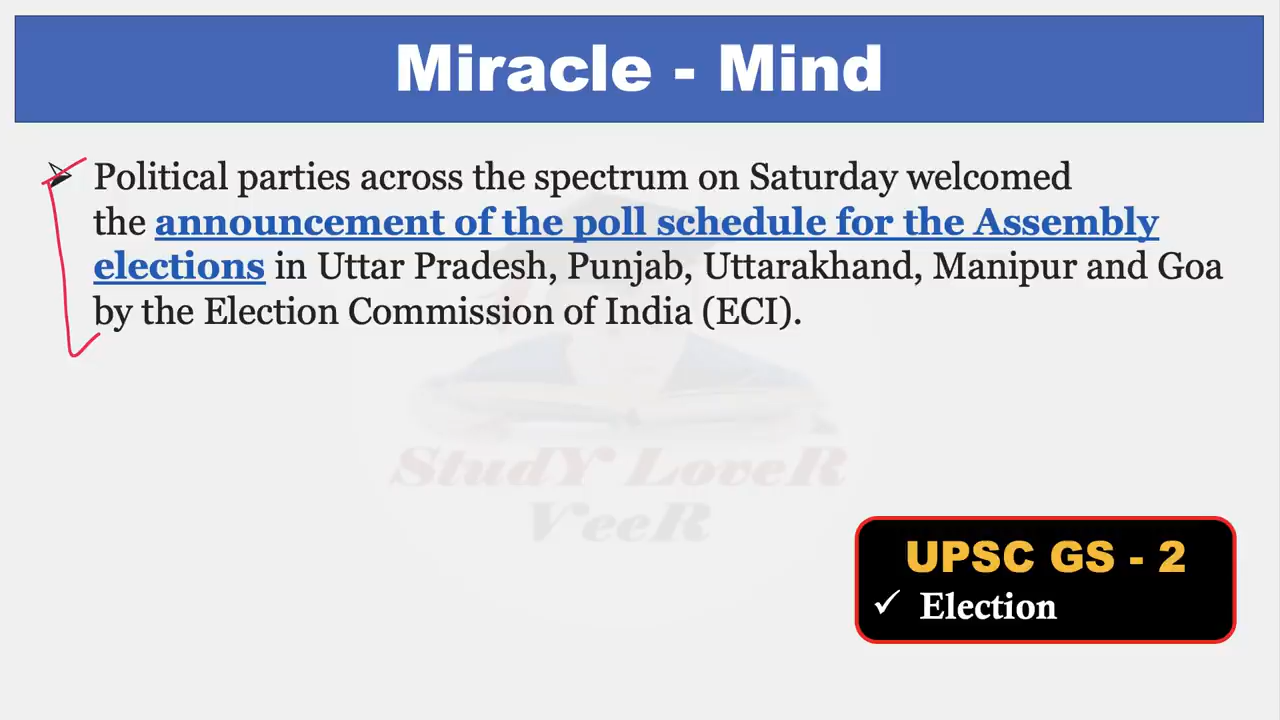 Miracle - Mind
Political parties across the spectrum on Saturday welcomed
the announcement of the poll schedule for the Assembly
elections in Uttar Pradesh, Punjab, Uttarakhand, Manipur and Goa
by the Election Commission of India (ECI).
StudY LoveR
VeeR
UPSC GS - 2
✓ Election